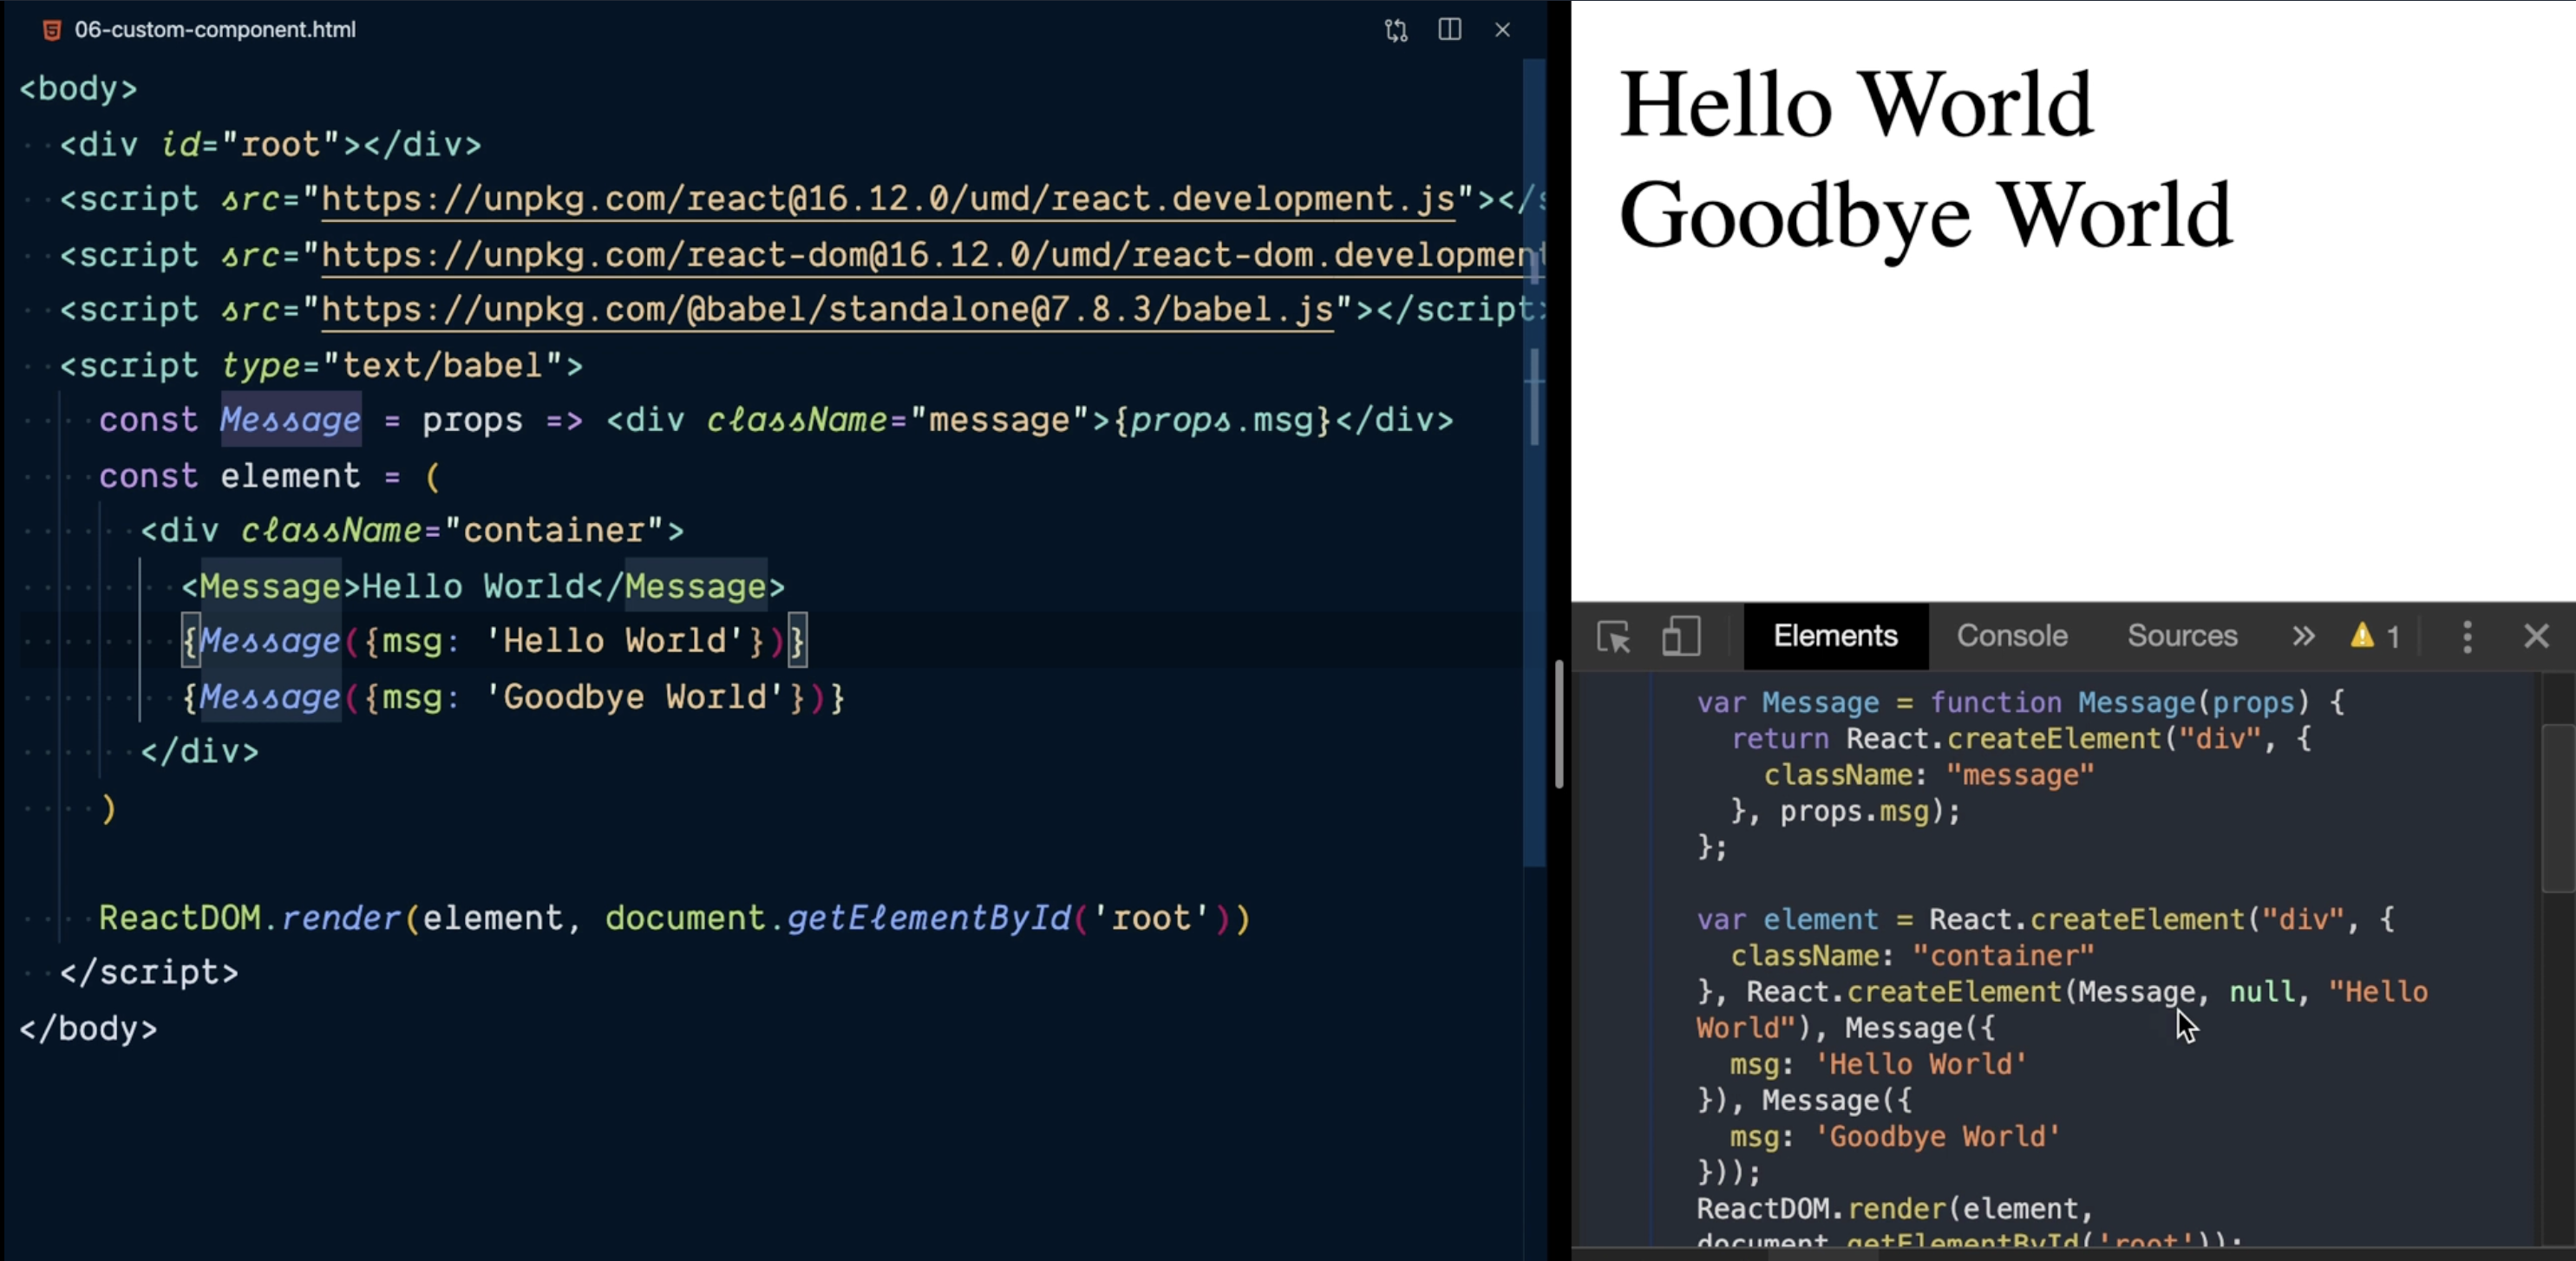 06-custom-component.html
<body>
<div id="root"></div>
<script src="https://unpkg.com/react@16.12.0/umd/react.development.js"></s
<script src="https://unpkg.com/react-dom@16.12.0/umd/react-dom.development
<script src="https://unpkg.com/@babel/standalone@7.8.3/babel.js"></script>
<script type="text/babel">
const Message = props => <div className="message">{props.msg}</div>
const element = (
<div className="container">
<Message>Hello World</Message>
{Message({msg: 'Hello World'})}
{Message({msg: 'Goodbye World'})}
</div>
)
ReactDOM.render(element, document.getElementById('root'))
</script>
</body>
Hello World
Goodbye World
Elements Console Sources » 1
var Message = function Message(props) {
return React.createElement("div", {
className: "message"
}, props.msg);
};
var element = React.createElement("div", {
className: "container"
}, React.createElement(Message, null, "Hello
World"), Message({
msg: 'Hello World'
}), Message({
msg: 'Goodbye World'
}));
ReactDOM.render(element,
document.getElementById('root'));